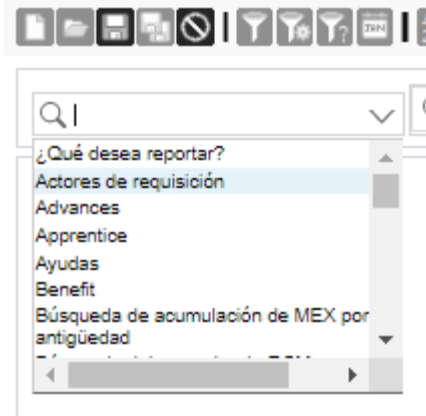 ¿Qué desea reportar?
Actores de requisición
Advances
Apprentice
Ayudas
Benefit
Búsqueda de acumulación de MEX por
antigüedad